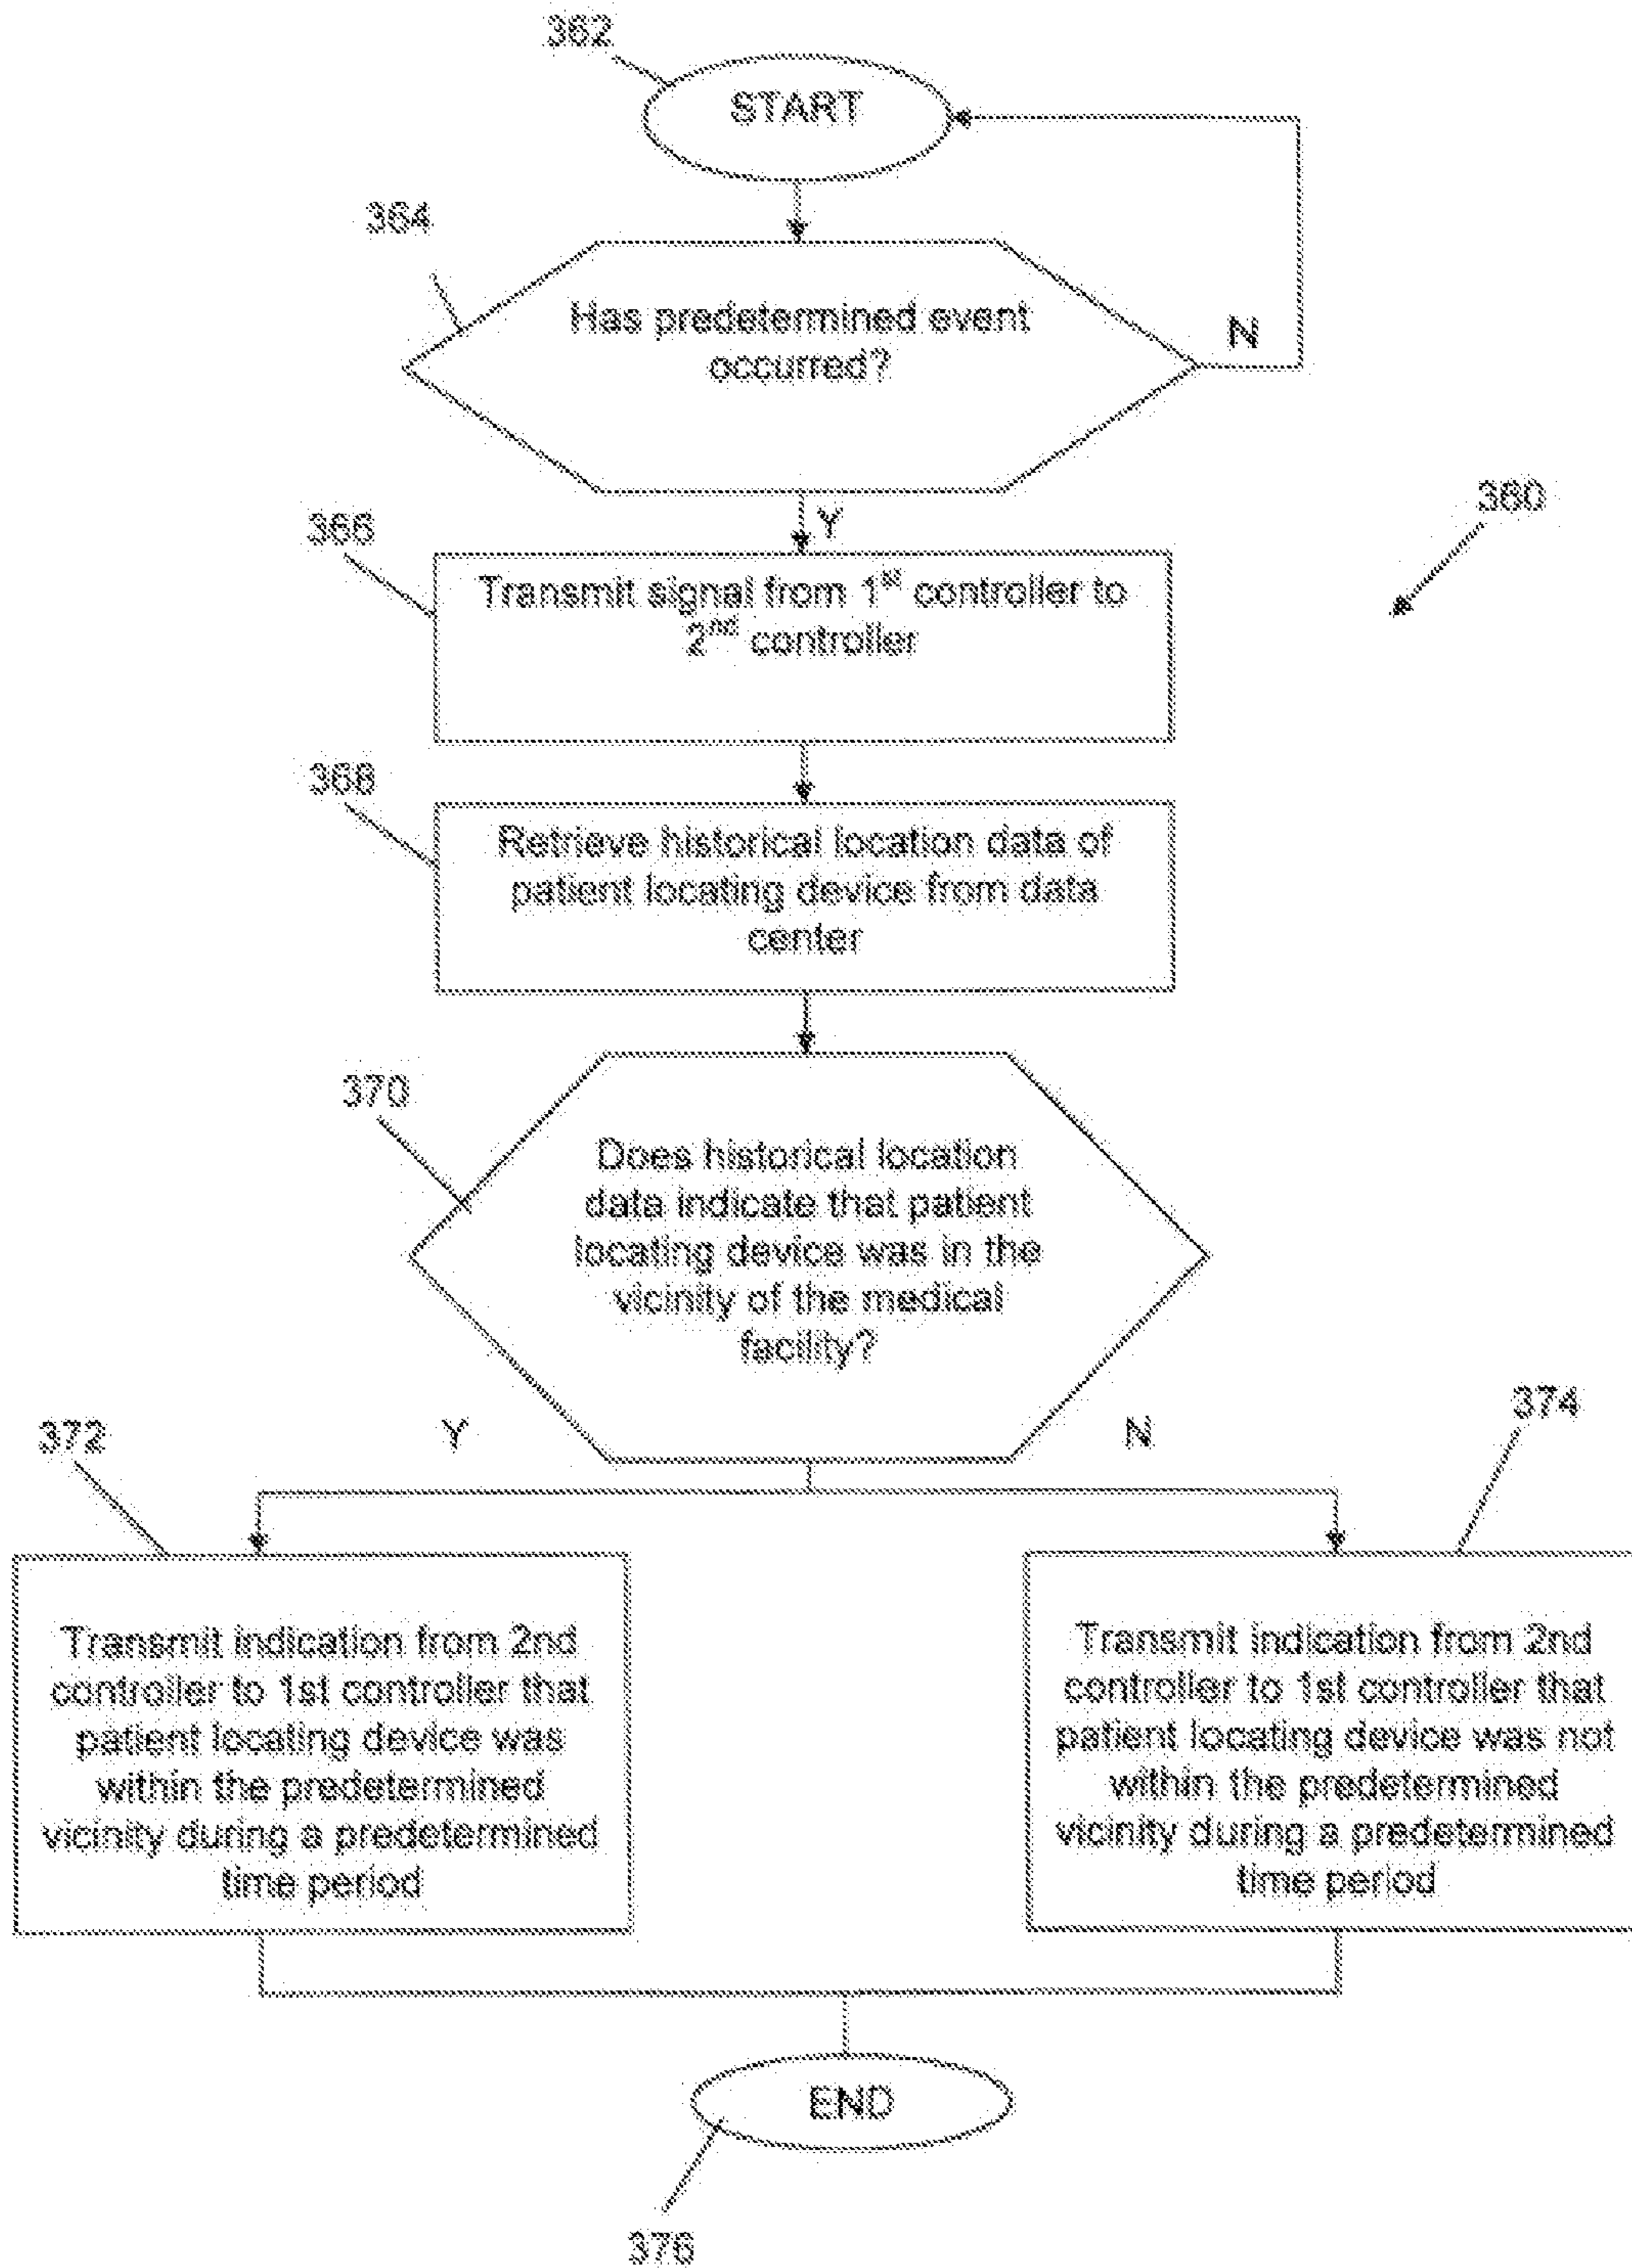 362
START
364
Has predetermined event
occurred?
N
360
Y
366
Transmit signal from 1st controller to
2nd controller
368
Retrieve historical location data of
patient locating device from data
center
370
Does historical location
data indicate that patient
locating device was in the
vicinity of the medical
facility?
374
372
Y
N
Transmit indication from 2nd
controller to 1st controller that
patient locating device was
within the predetermined
vicinity during a predetermined
time period
Transmit indication from 2nd
controller to 1st controller that
patient locating device was not
within the predetermined
vicinity during a predetermined
time period
END
376